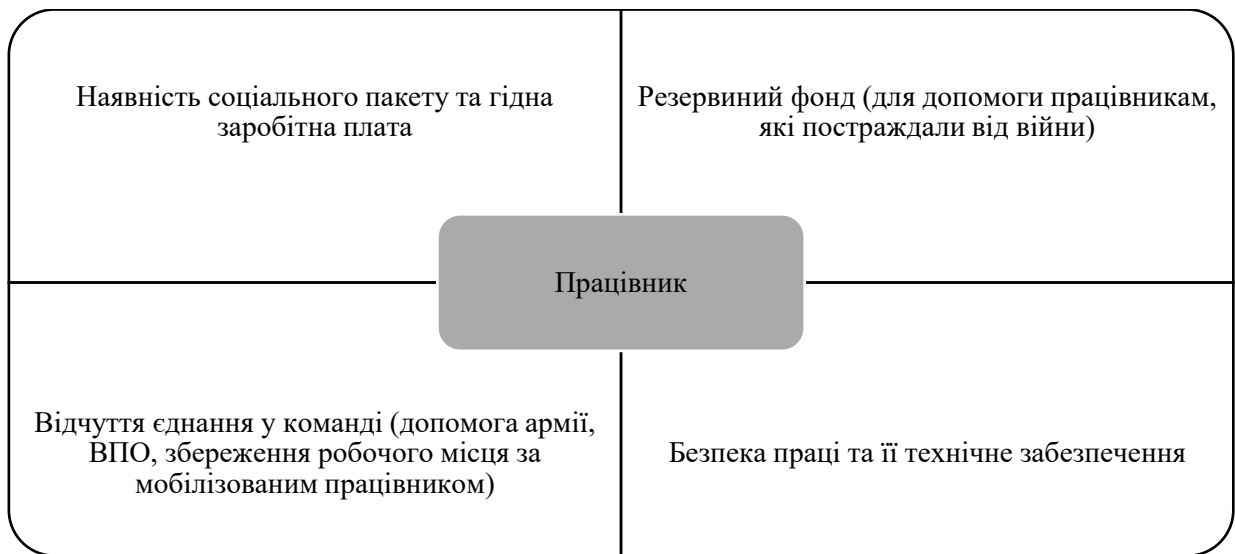 Наявність соціального пакету та гідна
заробітна плата
Резервиний фонд (для допомоги працівникам,
які постраждали від війни)
Працівник
Відчуття єднання у команді (допомога армії,
ВПО, збереження робочого місця за
мобілізованим працівником)
Безпека праці та її технічне забезпечення